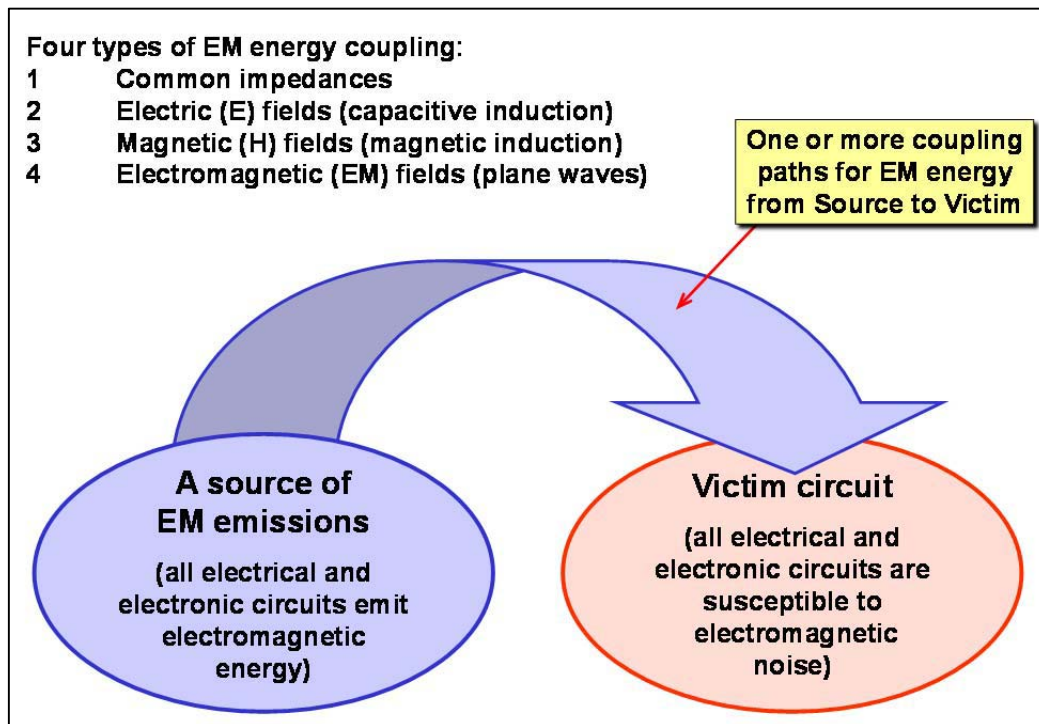 Four types of EM energy coupling:
1 Common impedances
2 Electric (E) fields (capacitive induction)
3 Magnetic (H) fields (magnetic induction)
4 Electromagnetic (EM) fields (plane waves)
One or more coupling
paths for EM energy
from Source to Victim
A source of
EM emissions
(all electrical and
electronic circuits emit
electromagnetic
energy)
Victim circuit
(all electrical and
electronic circuits are
susceptible to
electromagnetic
noise)